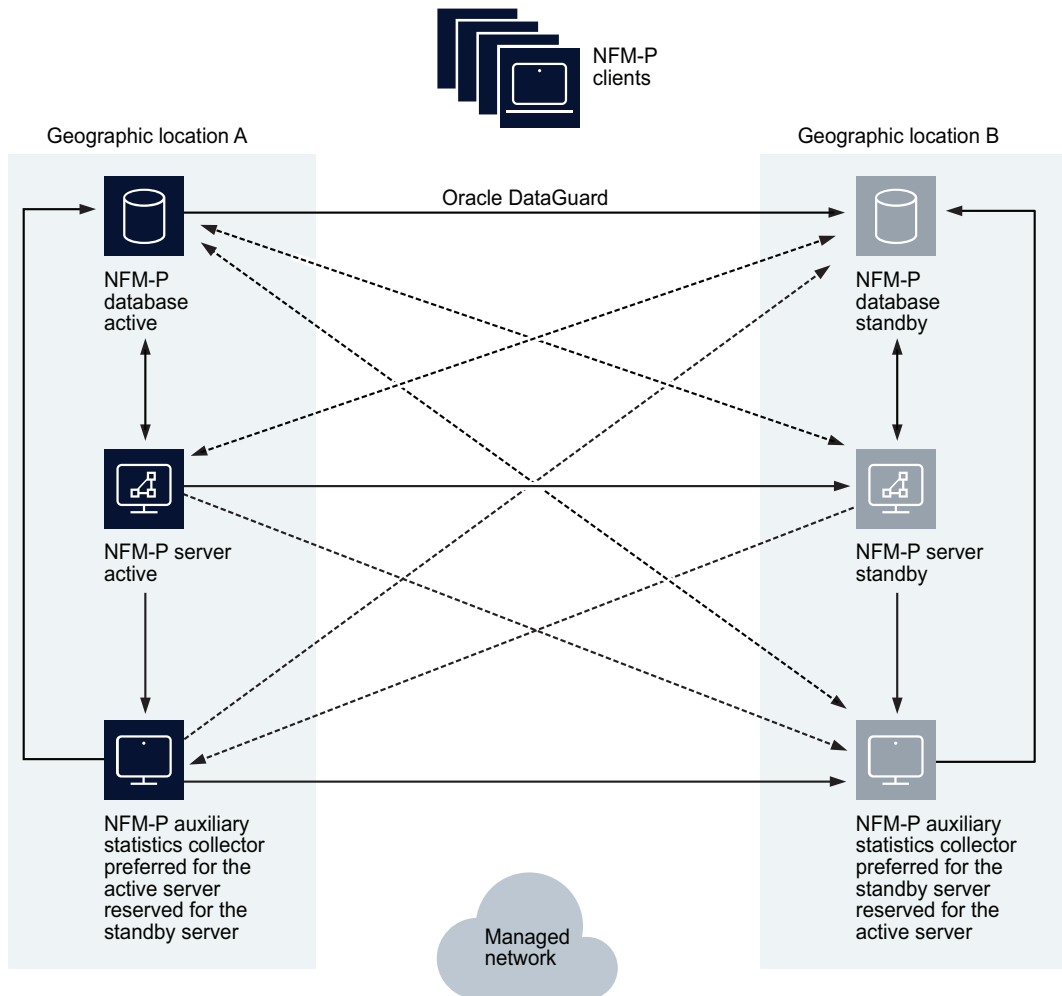 NFM-P
clients
Geographic location A
Geographic location B
Oracle DataGuard
NFM-P
database
active
NFM-P
database
standby
NFM-P server
active
NFM-P server
standby
NFM-P auxiliary
statistics collector
preferred for the
active server
reserved for the
standby server
NFM-P auxiliary
statistics collector
preferred for the
standby server
reserved for the
active server
Managed
network